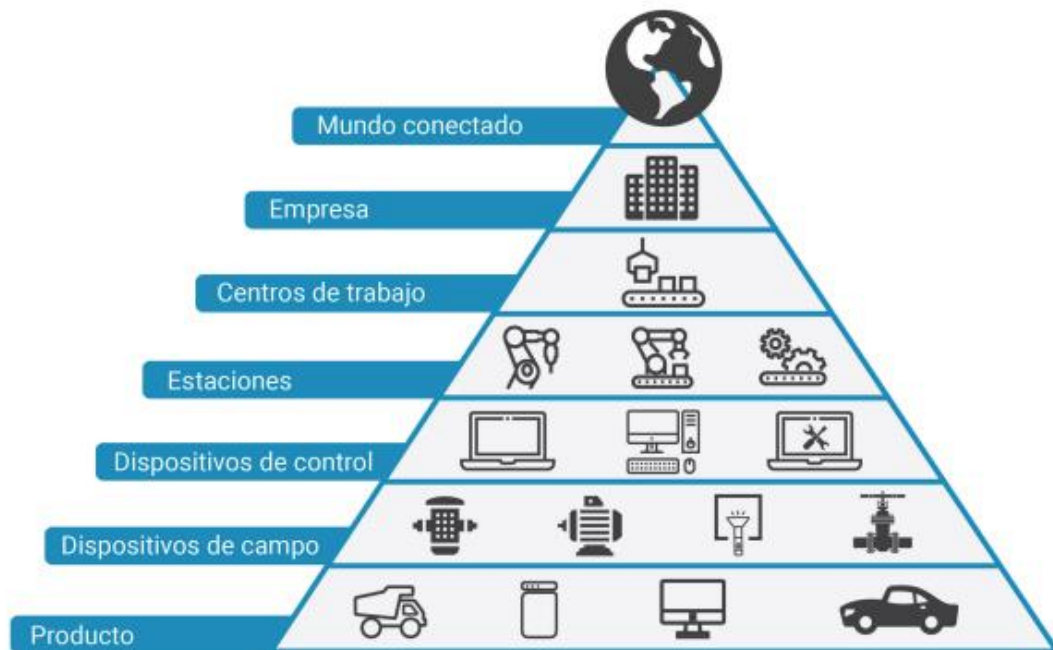 Mundo conectado
Empresa
Centros de trabajo
Estaciones
Dispositivos de control
Dispositivos de campo
Producto